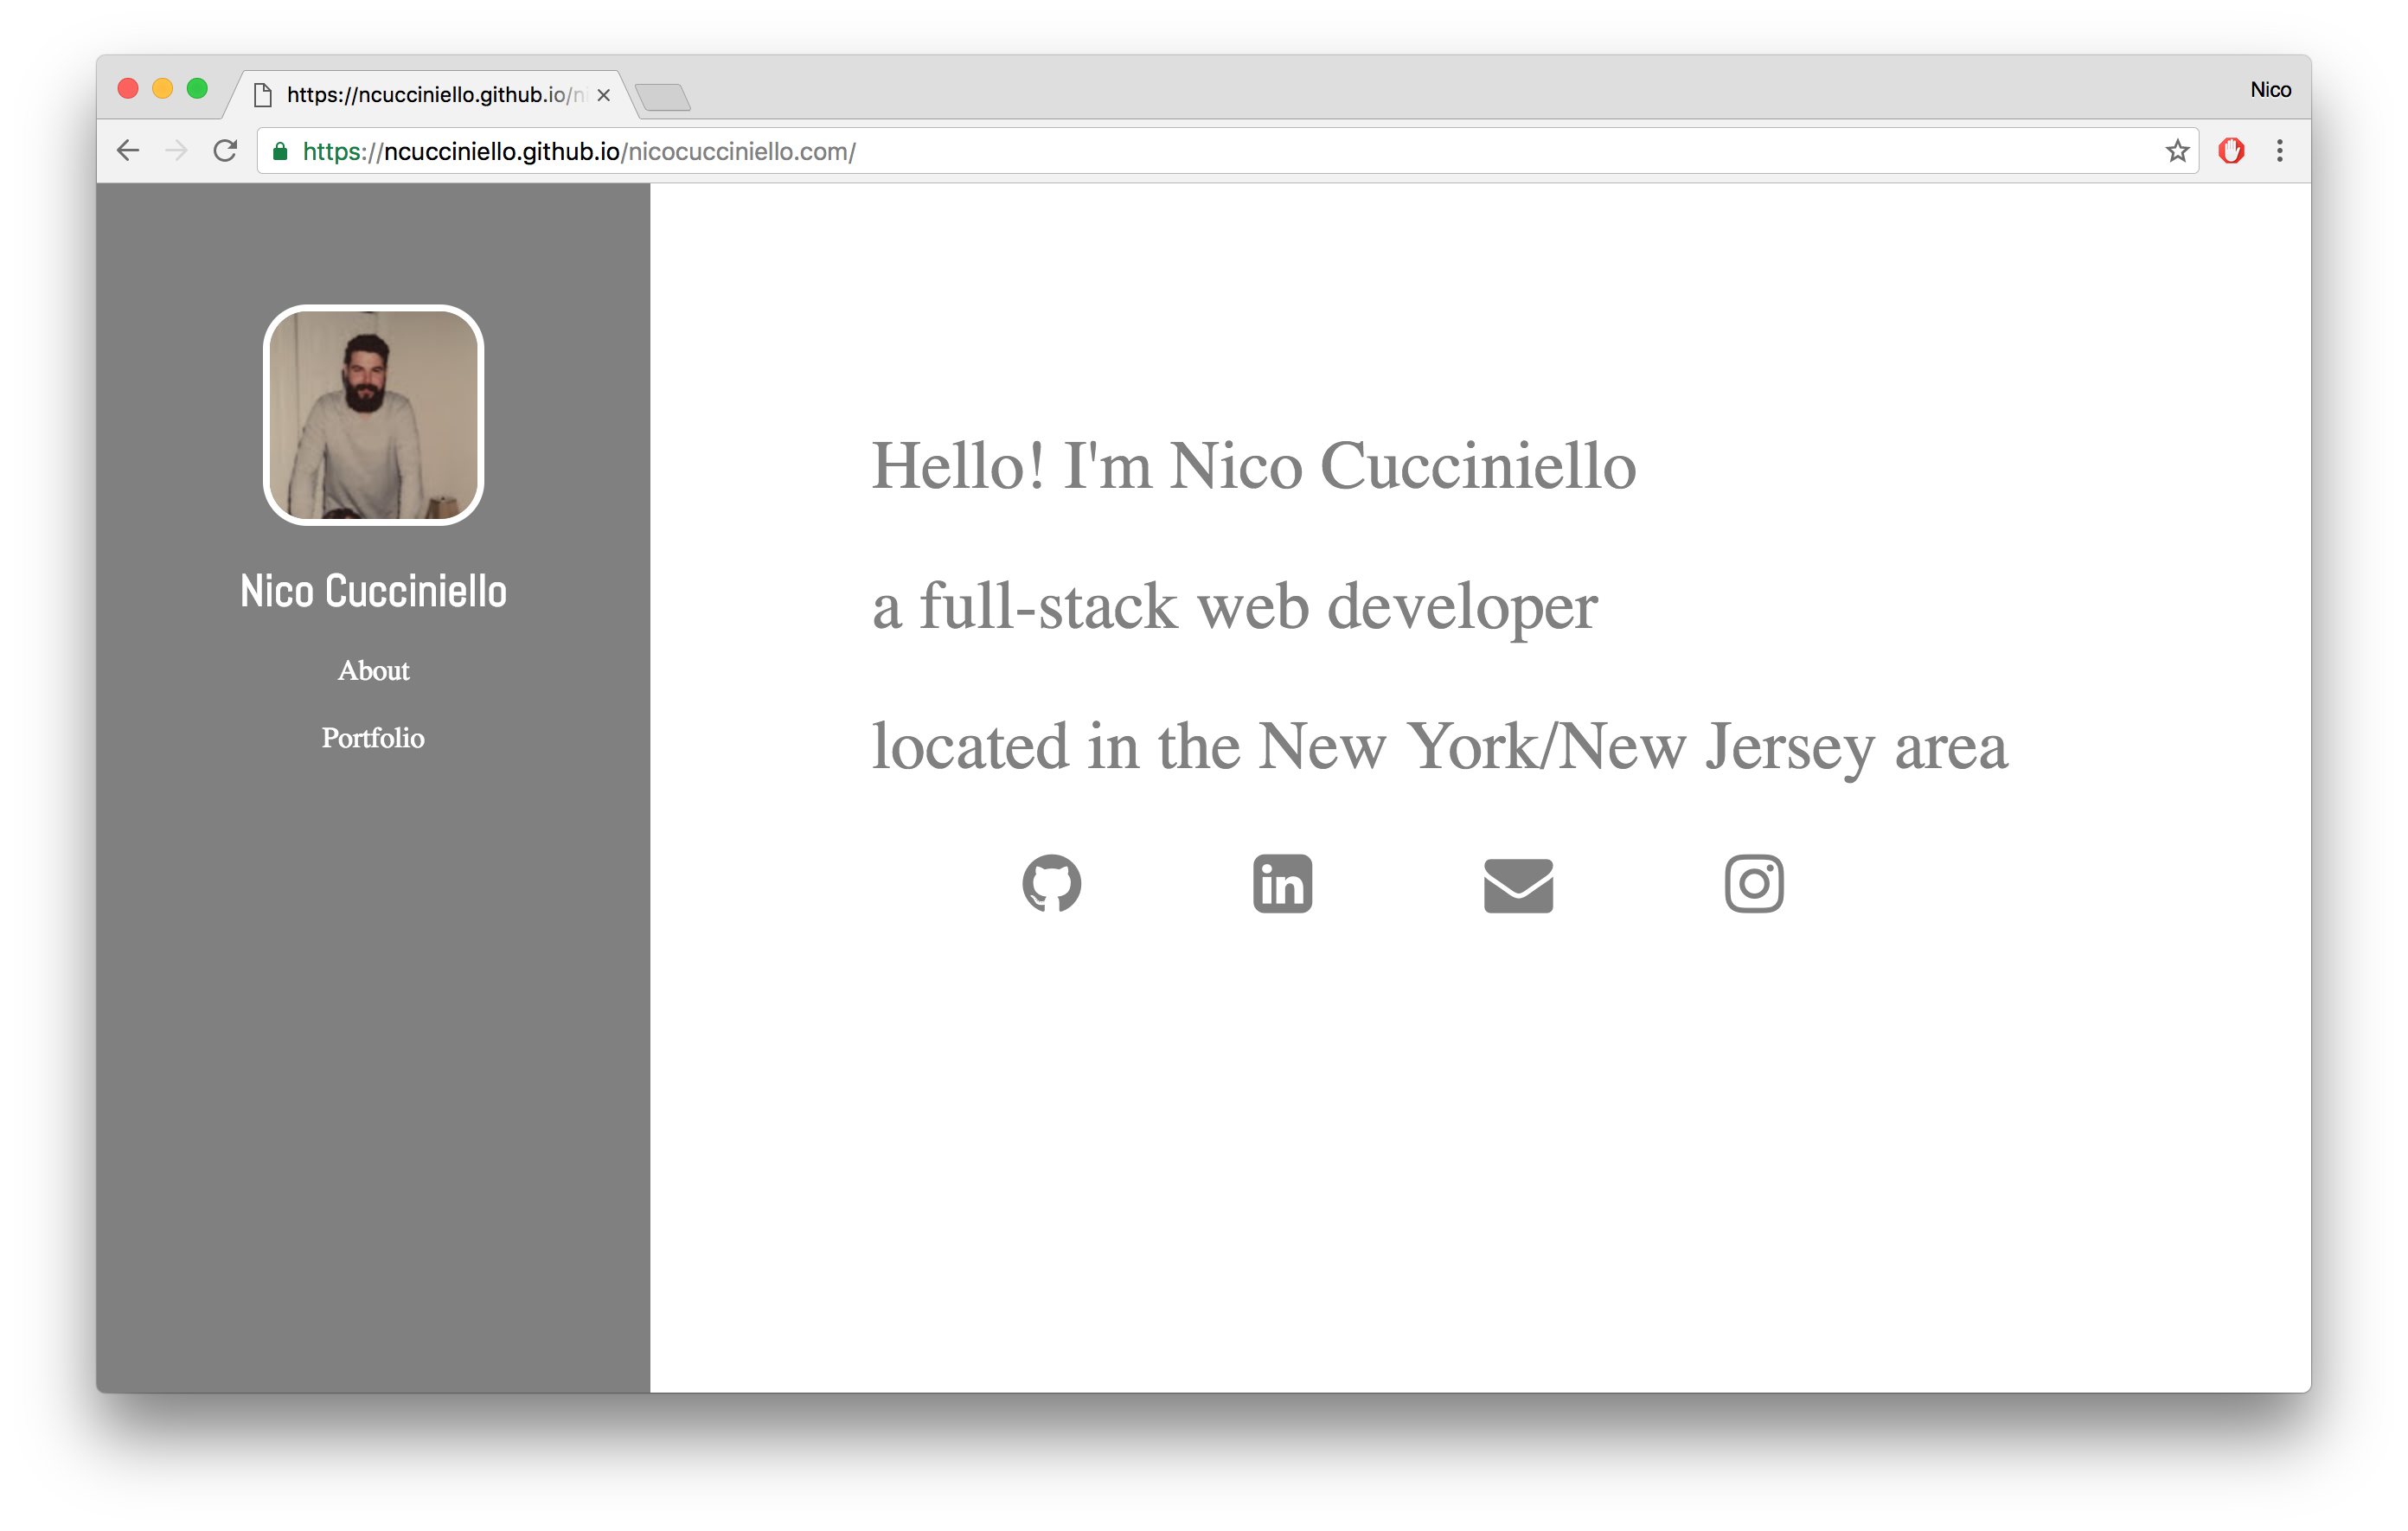 https://ncucciniello.github.io/n
Nico
https://ncucciniello.github.io/nicocucciniello.com/
Nico Cucciniello
About
Portfolio
Hello! I'm Nico Cucciniello
a full-stack web developer
located in the New York/New Jersey area
in